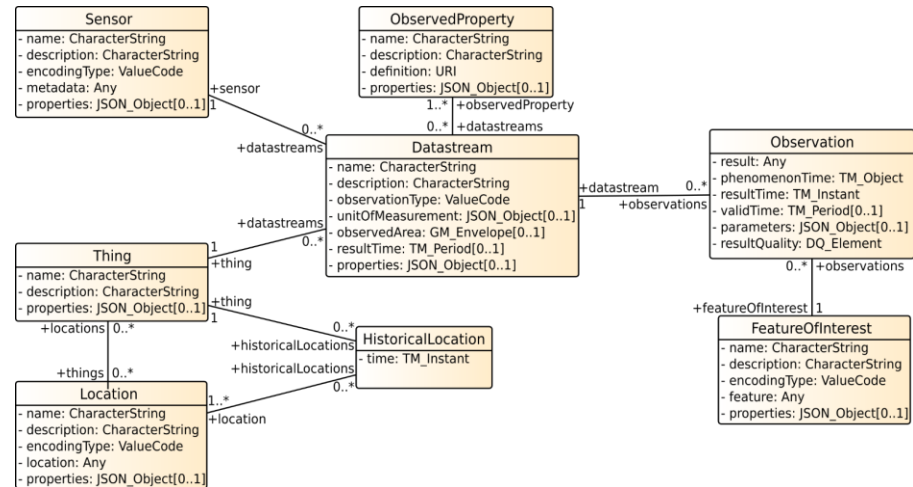 Sensor
- name: CharacterString
- description: CharacterString
- encodingType: ValueCode
- metadata: Any
- properties: JSON_Object[0..1]
+sensor
1
0..*
+datastreams
ObservedProperty
- name: CharacterString
- description: CharacterString
- definition: URI
- properties: JSON_Object[0..1]
1..* +observedProperty
0..* +datastreams
Datastream
- name: CharacterString
- description: CharacterString
- observationType: ValueCode
- unitOfMeasurement: JSON_Object[0..1]
- observedArea: GM_Envelope[0..1]
- resultTime: TM_Period[0..1]
- properties: JSON_Object[0..1]
+datastream
1
0..*
+observations
Observation
- result: Any
- phenomenonTime: TM_Object
- resultTime: TM_Instant
- validTime: TM_Period[0..1]
- parameters: JSON_Object[0..1]
- resultQuality: DQ_Element
0..* +observations
+featureOfInterest 1
FeatureOfInterest
- name: CharacterString
- description: CharacterString
- encodingType: ValueCode
- feature: Any
- properties: JSON_Object[0..1]
+datastreams
0..*
1
+thing
Thing
- name: CharacterString
- description: CharacterString
- properties: JSON_Object[0..1]
+thing
1
0..*
+historicalLocations
HistoricalLocation
- time: TM_Instant
+historicalLocations
0..*
+locations 0..*
+things 0..*
1..*
+location
Location
- name: CharacterString
- description: CharacterString
- encodingType: ValueCode
- location: Any
- properties: JSON_Object[0..1]